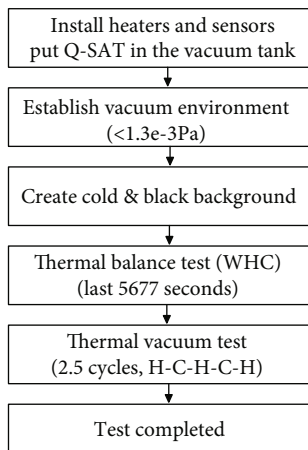 Install heaters and sensors
put Q-SAT in the vacuum tank
Establish vacuum environment
(<1.3e-3Pa)
Create cold & black background
Thermal balance test (WHC)
(last 5677 seconds)
Thermal vacuum test
(2.5 cycles, H-C-H-C-H)
Test completed